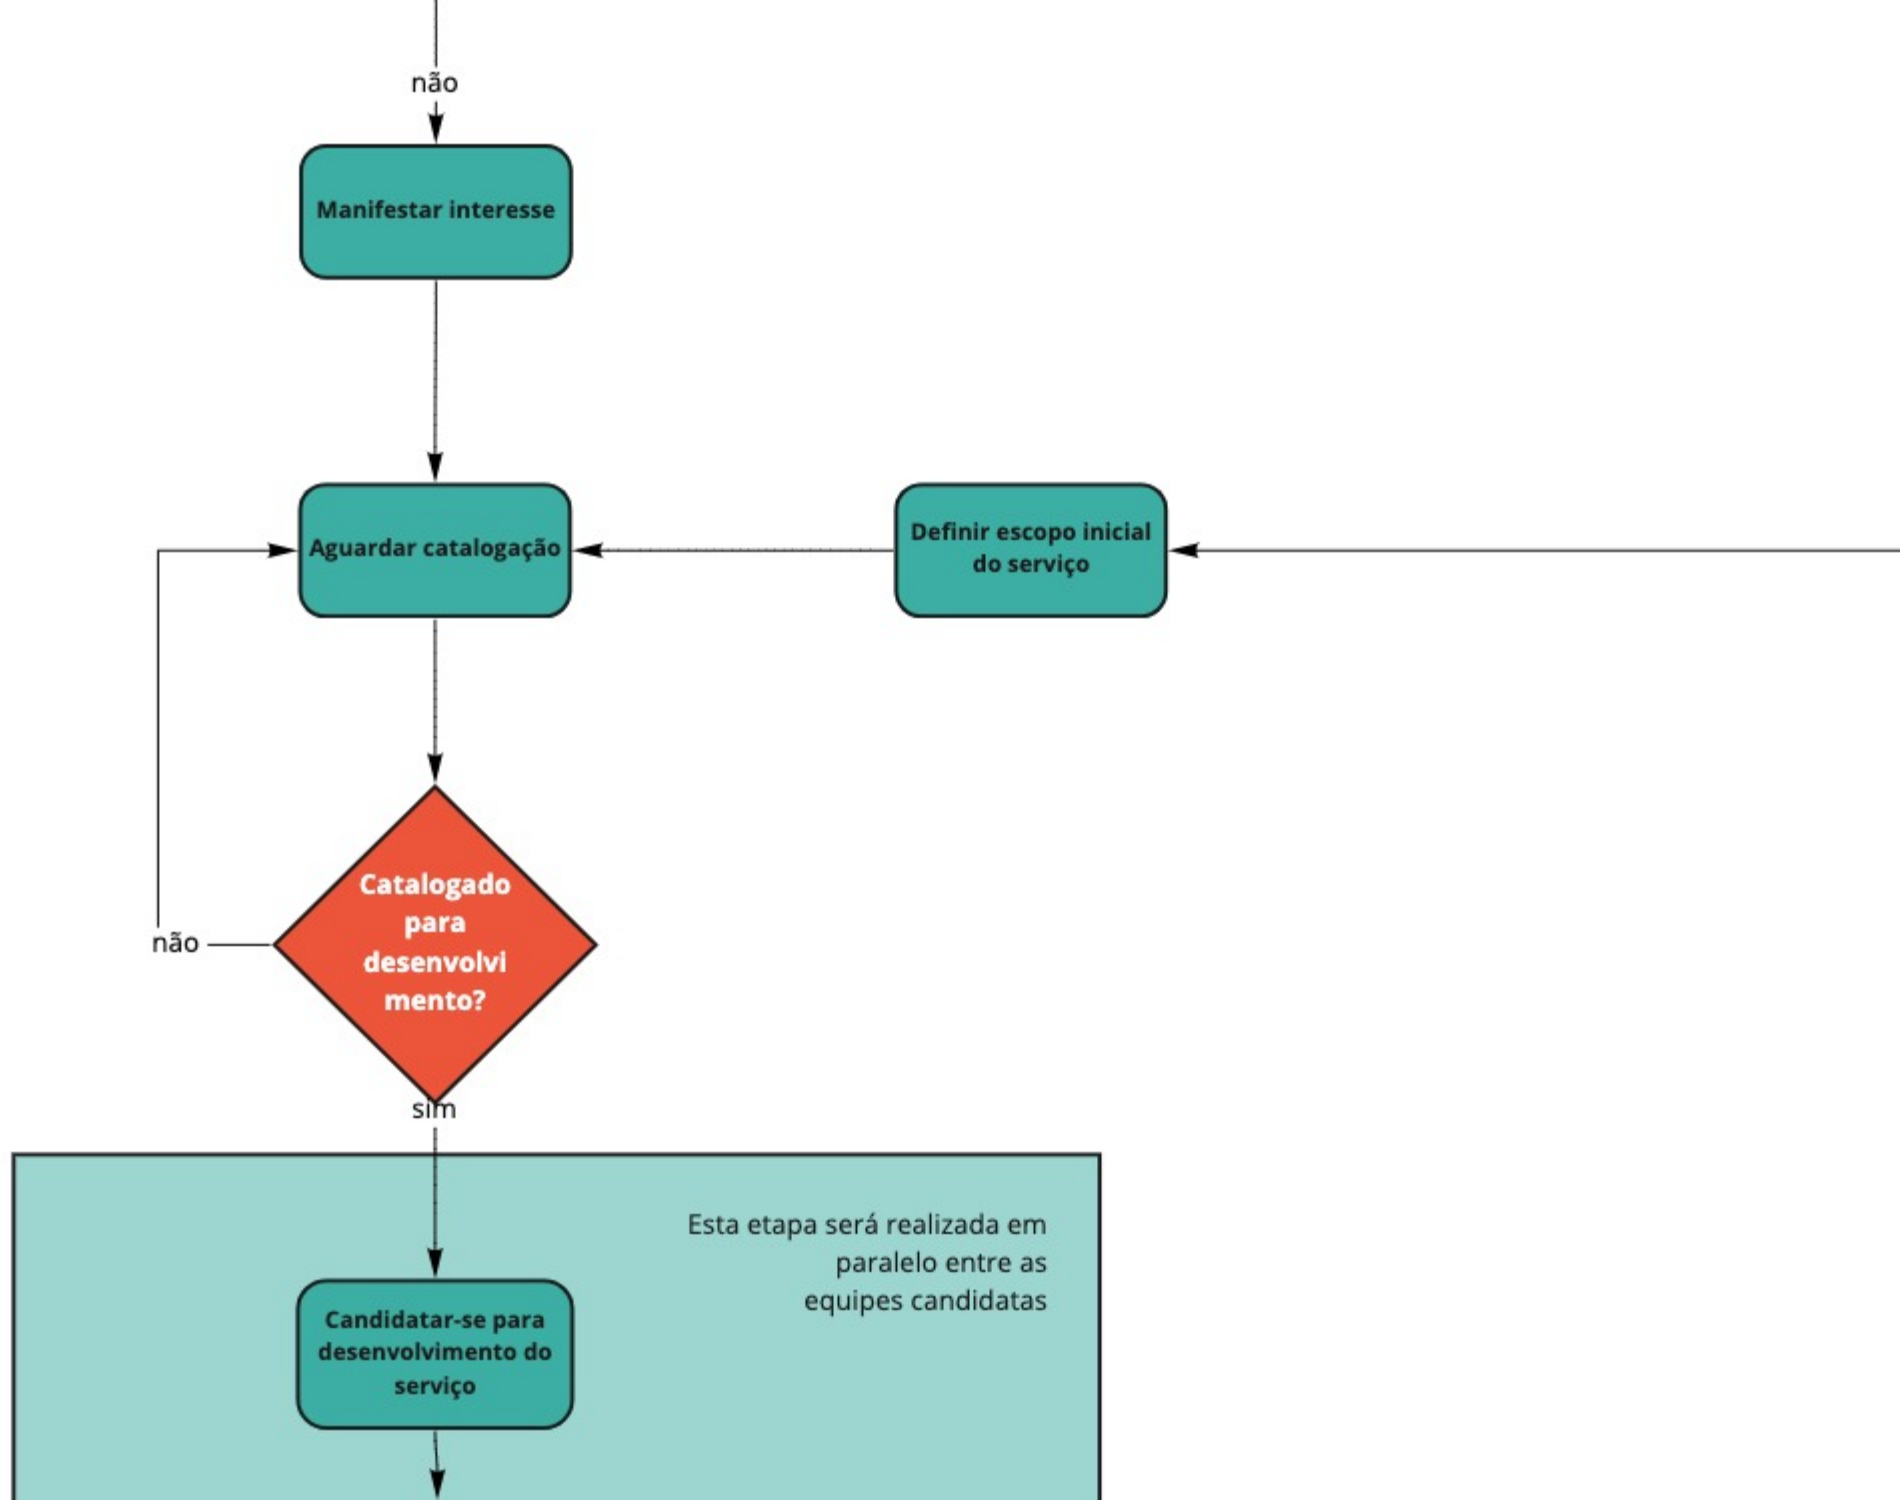 não
Manifestar interesse
Aguardar catalogação
Definir escopo inicial
do serviço
Catalogado
para
desenvolvi
mento?
não
sim
Esta etapa será realizada em
paralelo entre as
equipes candidatas
Candidatar-se para
desenvolvimento do
serviço